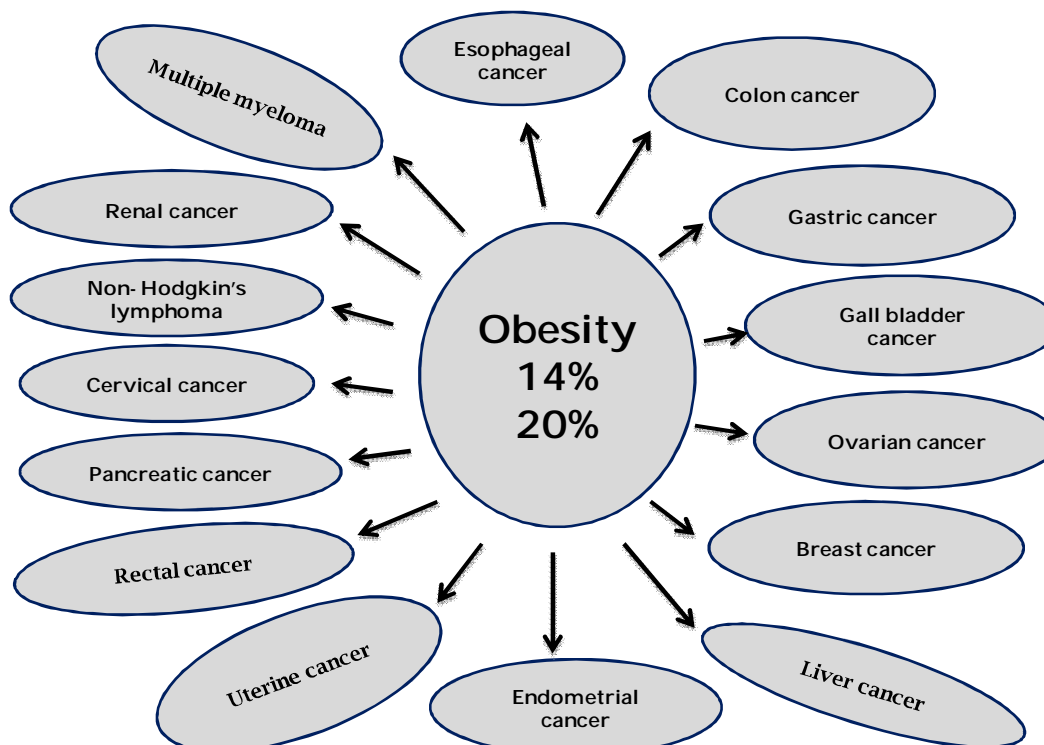 Esophageal
cancer
Colon cancer
Multiple myeloma
Renal cancer
Gastric cancer
Non- Hodgkin's
lymphoma
Gall bladder
cancer
Obesity
14%
20%
Cervical cancer
Ovarian cancer
Pancreatic cancer
Breast cancer
Rectal cancer
Uterine cancer
Endometrial
cancer
Liver cancer